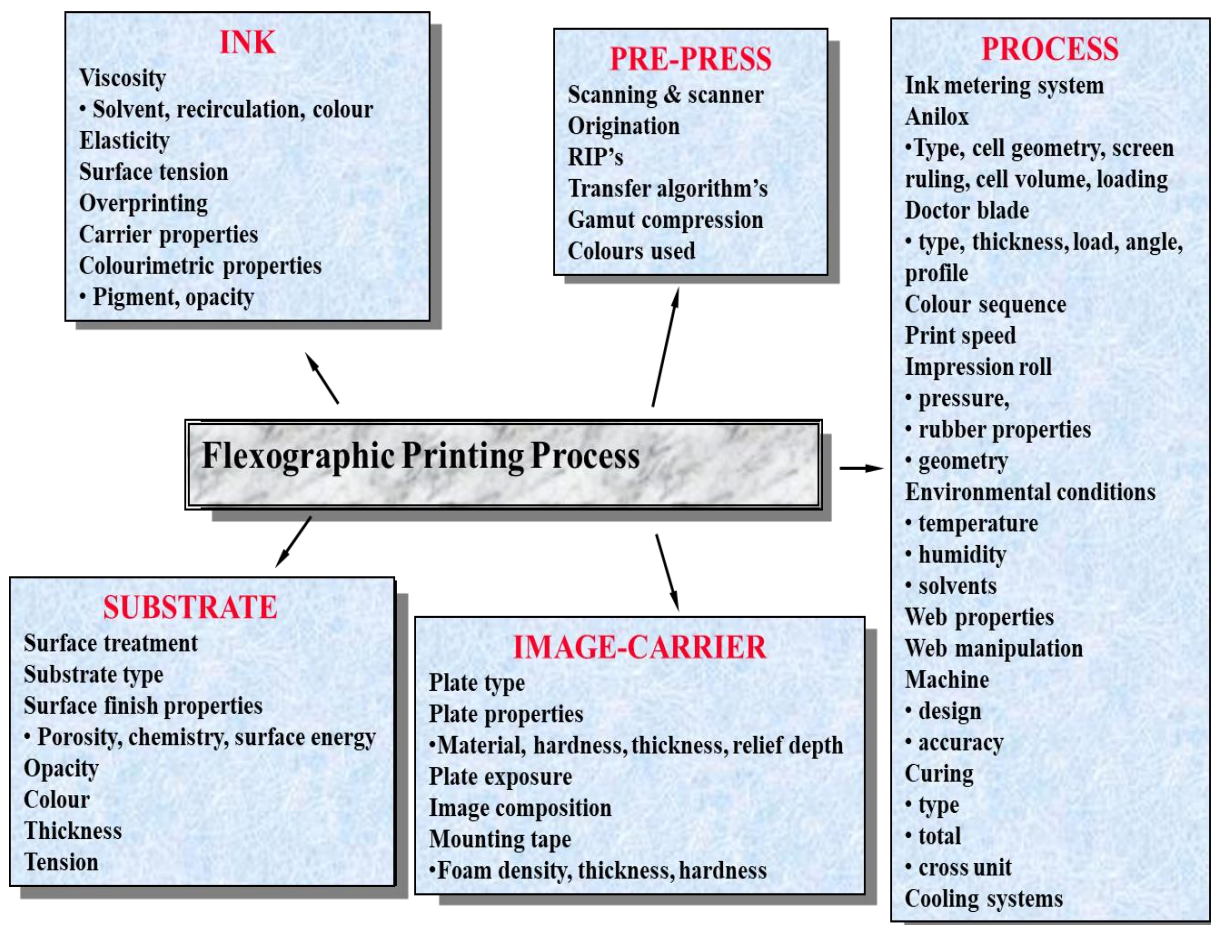 INK
Viscosity
• Solvent, recirculation, colour
Elasticity
Surface tension
Overprinting
Carrier properties
Colourimetric properties
• Pigment, opacity
PRE-PRESS
Scanning & scanner
Origination
RIP's
Transfer algorithm's
Gamut compression
Colours used
PROCESS
Ink metering system
Anilox
•Type, cell geometry, screen
ruling, cell volume, loading
Doctor blade
• type, thickness, load, angle,
profile
Colour sequence
Print speed
Impression roll
• pressure,
• rubber properties
• geometry
Environmental conditions
• temperature
• humidity
• solvents
Web properties
Web manipulation
Machine
• design
• accuracy
Curing
• type
• total
• cross unit
Cooling systems
Flexographic Printing Process
SUBSTRATE
Surface treatment
Substrate type
Surface finish properties
• Porosity, chemistry, surface energy
Opacity
Colour
Thickness
Tension
IMAGE-CARRIER
Plate type
Plate properties
•Material, hardness, thickness, relief depth
Plate exposure
Image composition
Mounting tape
•Foam density, thickness, hardness